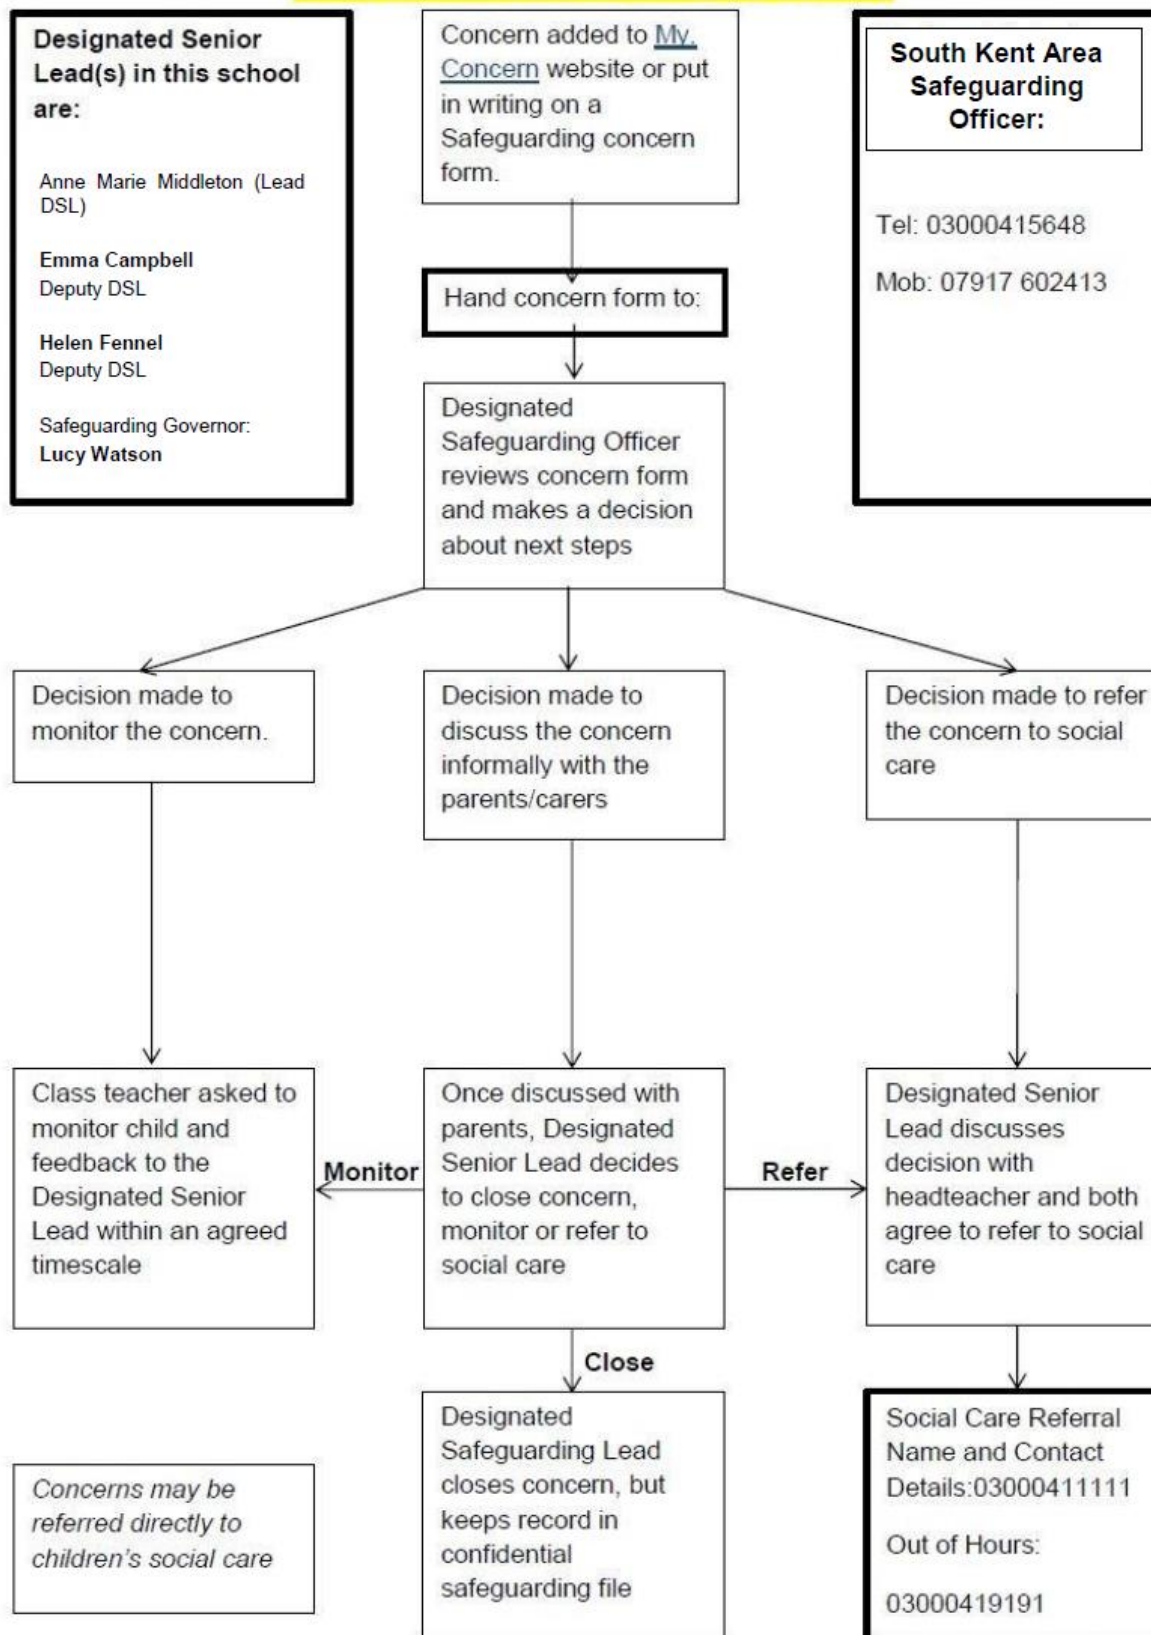 Designated Senior
Lead(s) in this school
are:
Anne Marie Middleton (Lead
DSL)
Emma Campbell
Deputy DSL
Helen Fennel
Deputy DSL
Safeguarding Governor:
Lucy Watson
Concern added to My
Concern website or put
in writing on a
Safeguarding concern
form.
South Kent Area
Safeguarding
Officer:
Tel: 03000415648
Mob: 07917 602413
Hand concern form to:
Designated
Safeguarding Officer
reviews concern form
and makes a decision
about next steps
Decision made to
monitor the concern.
Decision made to
discuss the concern
informally with the
parents/carers
Decision made to refer
the concern to social
care
Class teacher asked to
monitor child and
feedback to the
Designated Senior
Lead within an agreed
timescale
Monitor
Once discussed with
parents, Designated
Senior Lead decides
to close concern,
monitor or refer to
social care
Refer
Designated Senior
Lead discusses
decision with
headteacher and both
agree to refer to social
care
Close
Concerns may be
referred directly to
children's social care
Designated
Safeguarding Lead
closes concern, but
keeps record in
confidential
safeguarding file
Social Care Referral
Name and Contact
Details:03000411111
Out of Hours:
03000419191